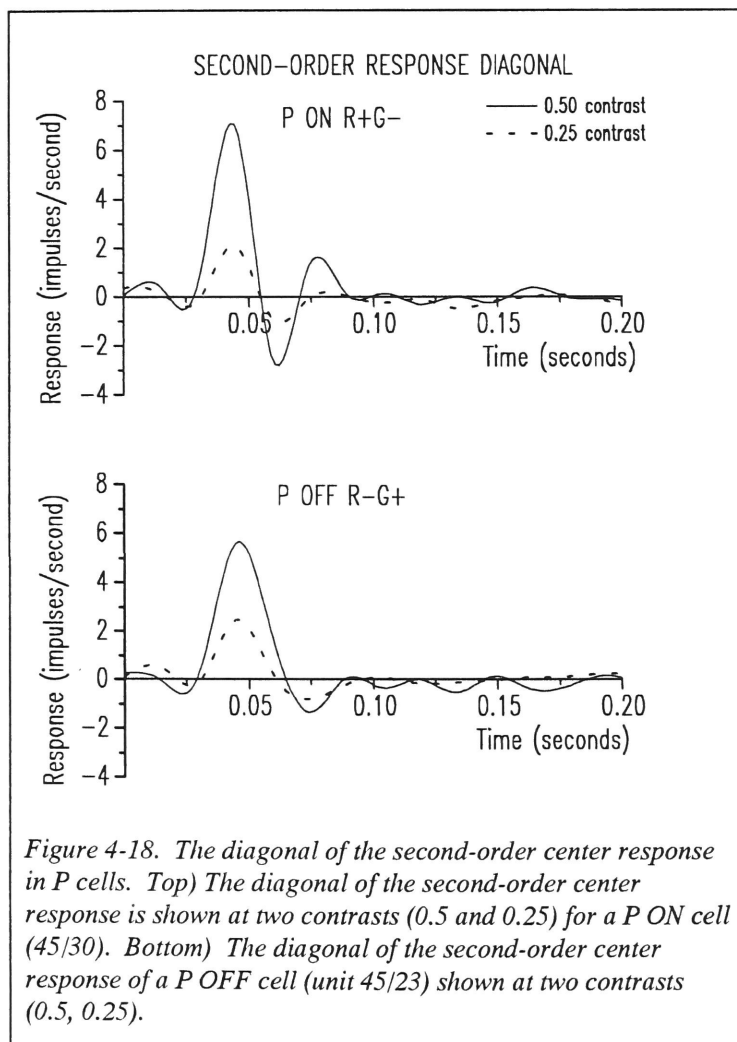 SECOND-ORDER RESPONSE DIAGONAL
P ON R+G-
0.50 contrast
0.25 contrast
Response (impulses/second)
8
6
4
2
0
-2
-4
0.05
0.10
0.15
0.20
Time (seconds)
P OFF R-G+
Response (impulses/second)
8
6
4
2
0
-2
-4
0.05
0.10
0.15
0.20
Time (seconds)
Figure 4-18. The diagonal of the second-order center response
in P cells. Top) The diagonal of the second-order center
response is shown at two contrasts (0.5 and 0.25) for a P ON cell
(45/30). Bottom) The diagonal of the second-order center
response of a P OFF cell (unit 45/23) shown at two contrasts
(0.5, 0.25).